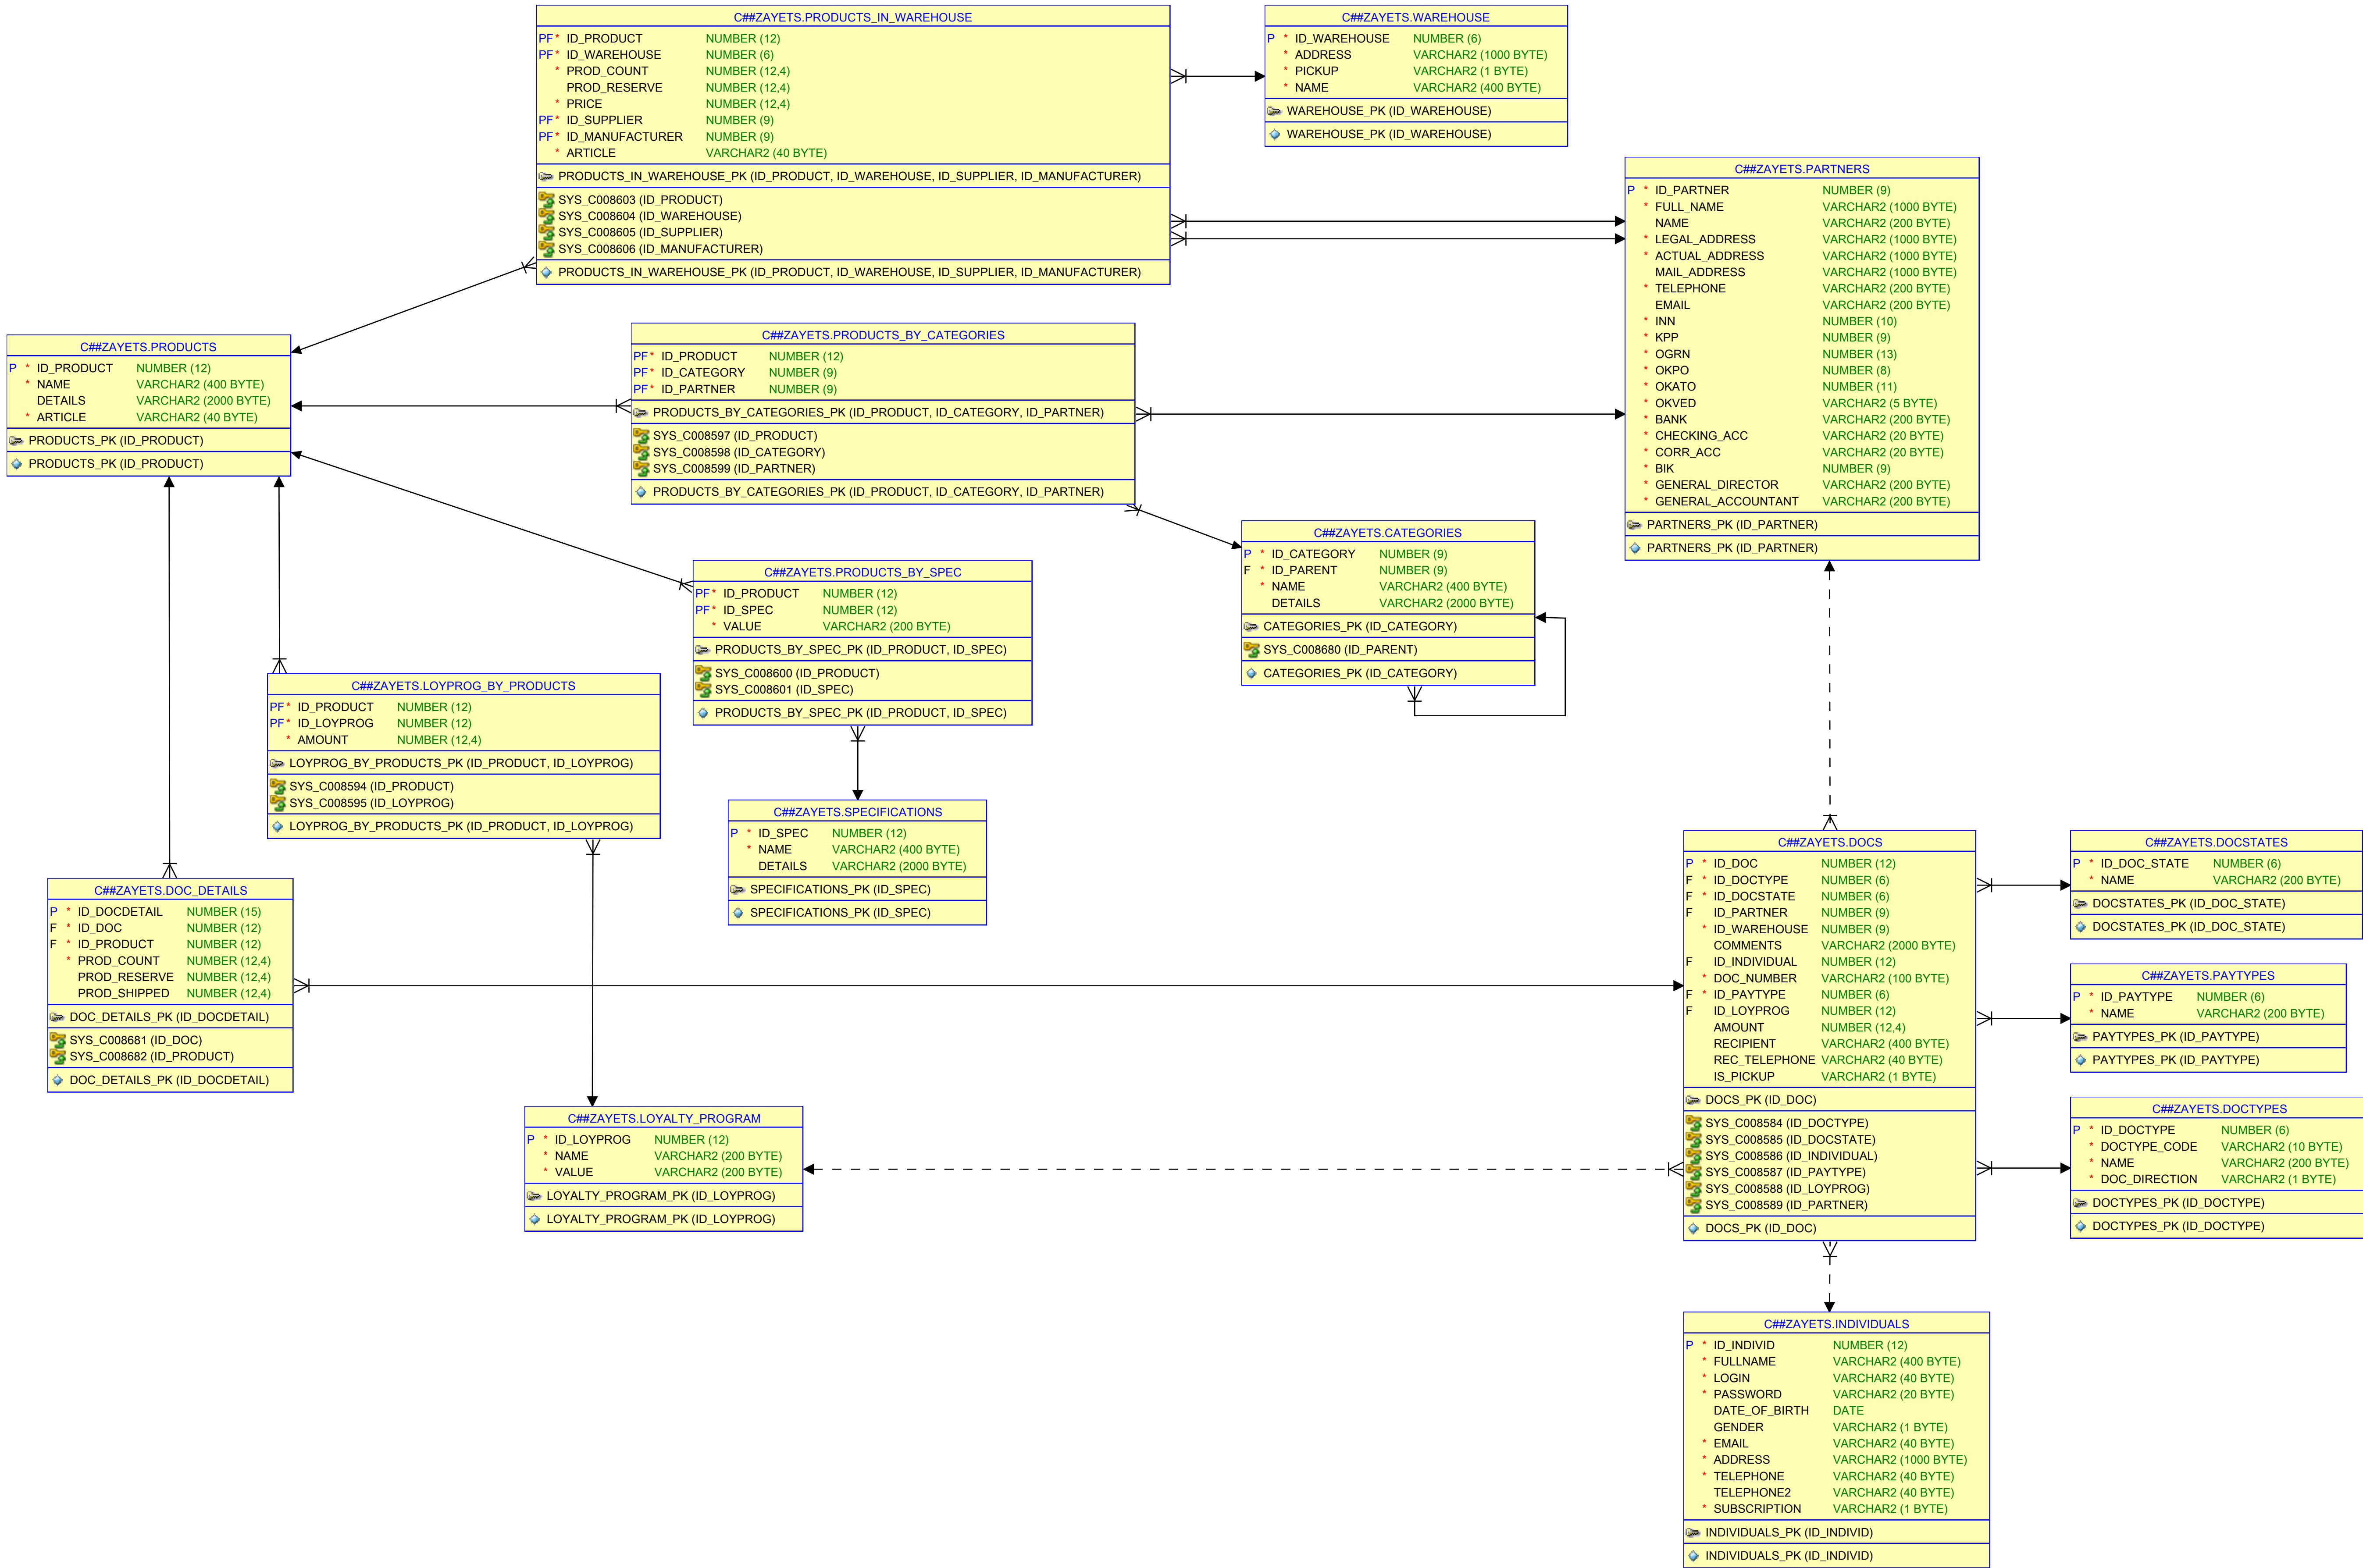 C##ZAYETS.PRODUCTS_IN_WAREHOUSE
PF* ID_PRODUCT NUMBER (12)
PF* ID_WAREHOUSE NUMBER (6)
* PROD_COUNT NUMBER (12,4)
PROD_RESERVE NUMBER (12,4)
* PRICE NUMBER (12,4)
PF* ID_SUPPLIER NUMBER (9)
PF* ID_MANUFACTURER NUMBER (9)
* ARTICLE VARCHAR2 (40 BYTE)
PRODUCTS_IN_WAREHOUSE_PK (ID_PRODUCT, ID_WAREHOUSE, ID_SUPPLIER, ID_MANUFACTURER)
SYS_C008603 (ID_PRODUCT)
SYS_C008604 (ID_WAREHOUSE)
SYS_C008605 (ID_SUPPLIER)
SYS_C008606 (ID_MANUFACTURER)
PRODUCTS_IN_WAREHOUSE_PK (ID_PRODUCT, ID_WAREHOUSE, ID_SUPPLIER, ID_MANUFACTURER)
C##ZAYETS.WAREHOUSE
P * ID_WAREHOUSE NUMBER (6)
* ADDRESS VARCHAR2 (1000 BYTE)
* PICKUP VARCHAR2 (1 BYTE)
* NAME VARCHAR2 (400 BYTE)
WAREHOUSE_PK (ID_WAREHOUSE)
WAREHOUSE_PK (ID_WAREHOUSE)
C##ZAYETS.PARTNERS
P * ID_PARTNER NUMBER (9)
* FULL_NAME VARCHAR2 (1000 BYTE)
NAME VARCHAR2 (200 BYTE)
* LEGAL_ADDRESS VARCHAR2 (1000 BYTE)
* ACTUAL_ADDRESS VARCHAR2 (1000 BYTE)
MAIL_ADDRESS VARCHAR2 (1000 BYTE)
* TELEPHONE VARCHAR2 (200 BYTE)
EMAIL VARCHAR2 (200 BYTE)
* INN NUMBER (10)
* KPP NUMBER (9)
* OGRN NUMBER (13)
* OKPO NUMBER (8)
* OKATO NUMBER (11)
* OKVED VARCHAR2 (5 BYTE)
* BANK VARCHAR2 (200 BYTE)
* CHECKING_ACC VARCHAR2 (20 BYTE)
* CORR_ACC VARCHAR2 (20 BYTE)
* BIK NUMBER (9)
* GENERAL_DIRECTOR VARCHAR2 (200 BYTE)
* GENERAL_ACCOUNTANT VARCHAR2 (200 BYTE)
PARTNERS_PK (ID_PARTNER)
PARTNERS_PK (ID_PARTNER)
C##ZAYETS.PRODUCTS
P * ID_PRODUCT NUMBER (12)
* NAME VARCHAR2 (400 BYTE)
DETAILS VARCHAR2 (2000 BYTE)
* ARTICLE VARCHAR2 (40 BYTE)
PRODUCTS_PK (ID_PRODUCT)
PRODUCTS_PK (ID_PRODUCT)
C##ZAYETS.PRODUCTS_BY_CATEGORIES
PF* ID_PRODUCT NUMBER (12)
PF* ID_CATEGORY NUMBER (9)
PF* ID_PARTNER NUMBER (9)
PRODUCTS_BY_CATEGORIES_PK (ID_PRODUCT, ID_CATEGORY, ID_PARTNER)
SYS_C008597 (ID_PRODUCT)
SYS_C008598 (ID_CATEGORY)
SYS_C008599 (ID_PARTNER)
PRODUCTS_BY_CATEGORIES_PK (ID_PRODUCT, ID_CATEGORY, ID_PARTNER)
C##ZAYETS.CATEGORIES
P * ID_CATEGORY NUMBER (9)
F * ID_PARENT NUMBER (9)
* NAME VARCHAR2 (400 BYTE)
DETAILS VARCHAR2 (2000 BYTE)
CATEGORIES_PK (ID_CATEGORY)
SYS_C008680 (ID_PARENT)
CATEGORIES_PK (ID_CATEGORY)
C##ZAYETS.PRODUCTS_BY_SPEC
PF* ID_PRODUCT NUMBER (12)
PF* ID_SPEC NUMBER (12)
* VALUE VARCHAR2 (200 BYTE)
PRODUCTS_BY_SPEC_PK (ID_PRODUCT, ID_SPEC)
SYS_C008600 (ID_PRODUCT)
SYS_C008601 (ID_SPEC)
PRODUCTS_BY_SPEC_PK (ID_PRODUCT, ID_SPEC)
C##ZAYETS.LOYPROG_BY_PRODUCTS
PF* ID_PRODUCT NUMBER (12)
PF* ID_LOYPROG NUMBER (12)
* AMOUNT NUMBER (12,4)
LOYPROG_BY_PRODUCTS_PK (ID_PRODUCT, ID_LOYPROG)
SYS_C008594 (ID_PRODUCT)
SYS_C008595 (ID_LOYPROG)
LOYPROG_BY_PRODUCTS_PK (ID_PRODUCT, ID_LOYPROG)
C##ZAYETS.SPECIFICATIONS
P * ID_SPEC NUMBER (12)
* NAME VARCHAR2 (400 BYTE)
DETAILS VARCHAR2 (2000 BYTE)
SPECIFICATIONS_PK (ID_SPEC)
SPECIFICATIONS_PK (ID_SPEC)
C##ZAYETS.DOC_DETAILS
P * ID_DOCDETAIL NUMBER (15)
F * ID_DOC NUMBER (12)
F * ID_PRODUCT NUMBER (12)
* PROD_COUNT NUMBER (12,4)
PROD_RESERVE NUMBER (12,4)
PROD_SHIPPED NUMBER (12,4)
DOC_DETAILS_PK (ID_DOCDETAIL)
SYS_C008681 (ID_DOC)
SYS_C008682 (ID_PRODUCT)
DOC_DETAILS_PK (ID_DOCDETAIL)
C##ZAYETS.DOCS
P * ID_DOC NUMBER (12)
F * ID_DOCTYPE NUMBER (6)
F * ID_DOCSTATE NUMBER (6)
F ID_PARTNER NUMBER (9)
* ID_WAREHOUSE NUMBER (9)
COMMENTS VARCHAR2 (2000 BYTE)
F ID_INDIVIDUAL NUMBER (12)
* DOC_NUMBER VARCHAR2 (100 BYTE)
F * ID_PAYTYPE NUMBER (6)
F ID_LOYPROG NUMBER (12)
AMOUNT NUMBER (12,4)
RECIPIENT VARCHAR2 (400 BYTE)
REC_TELEPHONE VARCHAR2 (40 BYTE)
IS_PICKUP VARCHAR2 (1 BYTE)
DOCS_PK (ID_DOC)
SYS_C008584 (ID_DOCTYPE)
SYS_C008585 (ID_DOCSTATE)
SYS_C008586 (ID_INDIVIDUAL)
SYS_C008587 (ID_PAYTYPE)
SYS_C008588 (ID_LOYPROG)
SYS_C008589 (ID_PARTNER)
DOCS_PK (ID_DOC)
C##ZAYETS.DOCSTATES
P * ID_DOC_STATE NUMBER (6)
* NAME VARCHAR2 (200 BYTE)
DOCSTATES_PK (ID_DOC_STATE)
DOCSTATES_PK (ID_DOC_STATE)
C##ZAYETS.PAYTYPES
P * ID_PAYTYPE NUMBER (6)
* NAME VARCHAR2 (200 BYTE)
PAYTYPES_PK (ID_PAYTYPE)
PAYTYPES_PK (ID_PAYTYPE)
C##ZAYETS.DOCTYPES
P * ID_DOCTYPE NUMBER (6)
* DOCTYPE_CODE VARCHAR2 (10 BYTE)
* NAME VARCHAR2 (200 BYTE)
* DOC_DIRECTION VARCHAR2 (1 BYTE)
DOCTYPES_PK (ID_DOCTYPE)
DOCTYPES_PK (ID_DOCTYPE)
C##ZAYETS.LOYALTY_PROGRAM
P * ID_LOYPROG NUMBER (12)
* NAME VARCHAR2 (200 BYTE)
* VALUE VARCHAR2 (200 BYTE)
LOYALTY_PROGRAM_PK (ID_LOYPROG)
LOYALTY_PROGRAM_PK (ID_LOYPROG)
C##ZAYETS.INDIVIDUALS
P * ID_INDIVID NUMBER (12)
* FULLNAME VARCHAR2 (400 BYTE)
* LOGIN VARCHAR2 (40 BYTE)
* PASSWORD VARCHAR2 (20 BYTE)
DATE_OF_BIRTH DATE
GENDER VARCHAR2 (1 BYTE)
* EMAIL VARCHAR2 (40 BYTE)
* ADDRESS VARCHAR2 (1000 BYTE)
* TELEPHONE VARCHAR2 (40 BYTE)
TELEPHONE2 VARCHAR2 (40 BYTE)
* SUBSCRIPTION VARCHAR2 (1 BYTE)
INDIVIDUALS_PK (ID_INDIVID)
INDIVIDUALS_PK (ID_INDIVID)